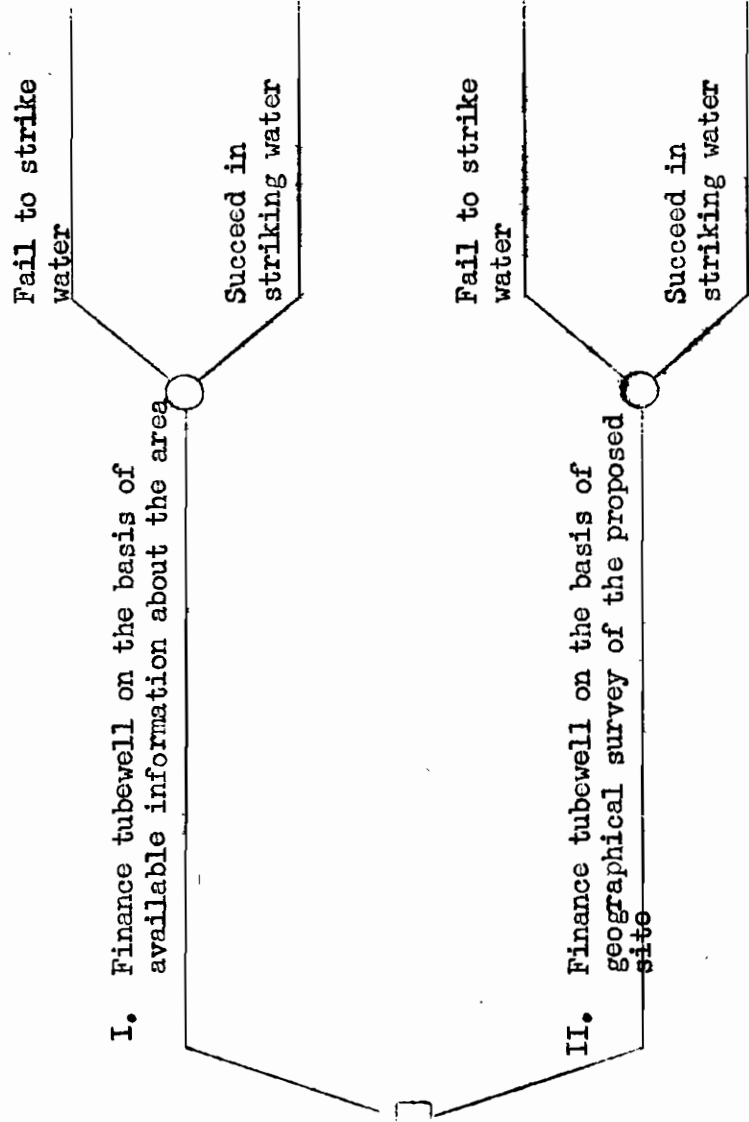 Fail to strike
water
Succeed in
striking water
I. Finance tubewell on the basis of
available information about the area
Fail to strike
water
Succeed in
striking water
II. Finance tubewell on the basis of
geographical survey of the proposed
site